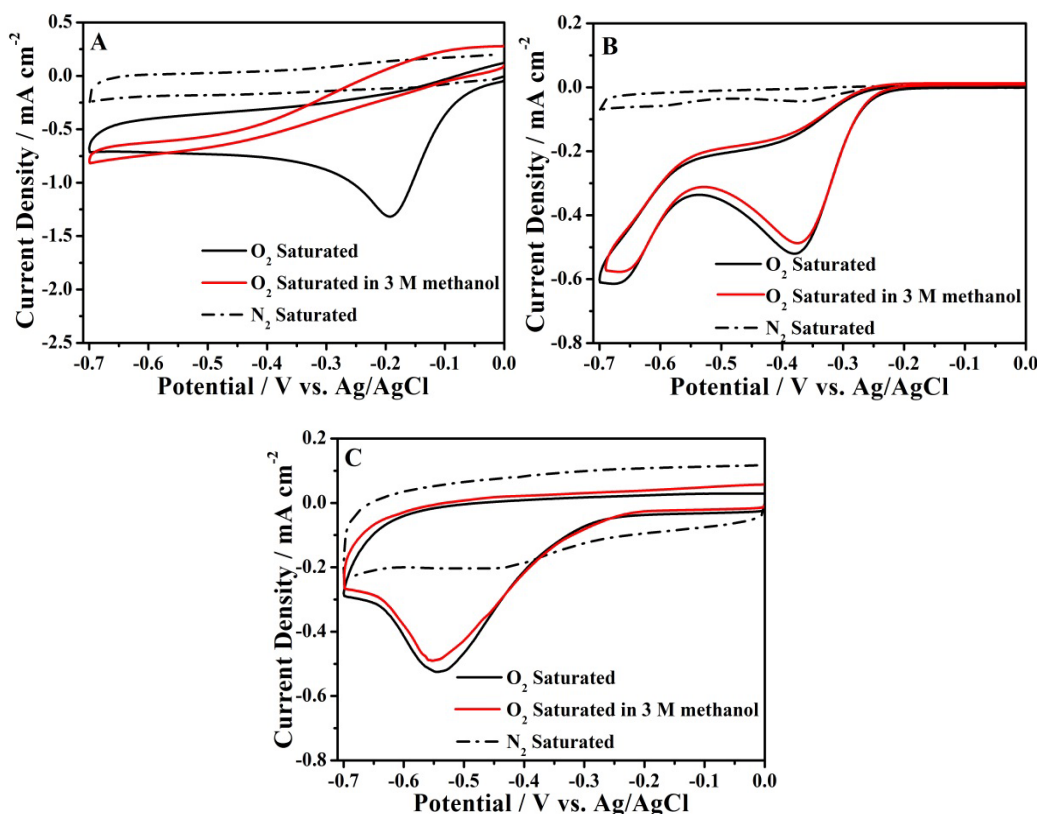 A
0.5
0.0
-0.5
-1.0
-1.5
-2.0
-2.5
Current Density / mA cm⁻²
O₂ Saturated
O₂ Saturated in 3 M methanol
N₂ Saturated
-0.7 -0.6 -0.5 -0.4 -0.3 -0.2 -0.1 0.0
Potential / V vs. Ag/AgCl
B
0.2
0.0
-0.2
-0.4
-0.6
-0.8
Current Density / mA cm⁻²
O₂ Saturated
O₂ Saturated in 3 M methanol
N₂ Saturated
-0.7 -0.6 -0.5 -0.4 -0.3 -0.2 -0.1 0.0
Potential / V vs. Ag/AgCl
C
0.2
0.0
-0.2
-0.4
-0.6
-0.8
Current Density / mA cm⁻²
O₂ Saturated
O₂ Saturated in 3 M methanol
N₂ Saturated
-0.7 -0.6 -0.5 -0.4 -0.3 -0.2 -0.1 0.0
Potential / V vs. Ag/AgCl